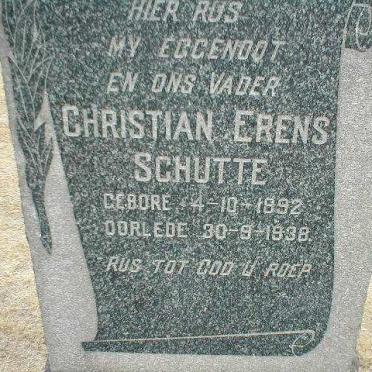 HIER RUS
MY EGGENOOT
EN ONS VADER
CHRISTIAN ERENS
SCHUTTE
GEBORE 4-10-1892
OORLEDE 30-9-1938
RUS TOT GOD U ROEP